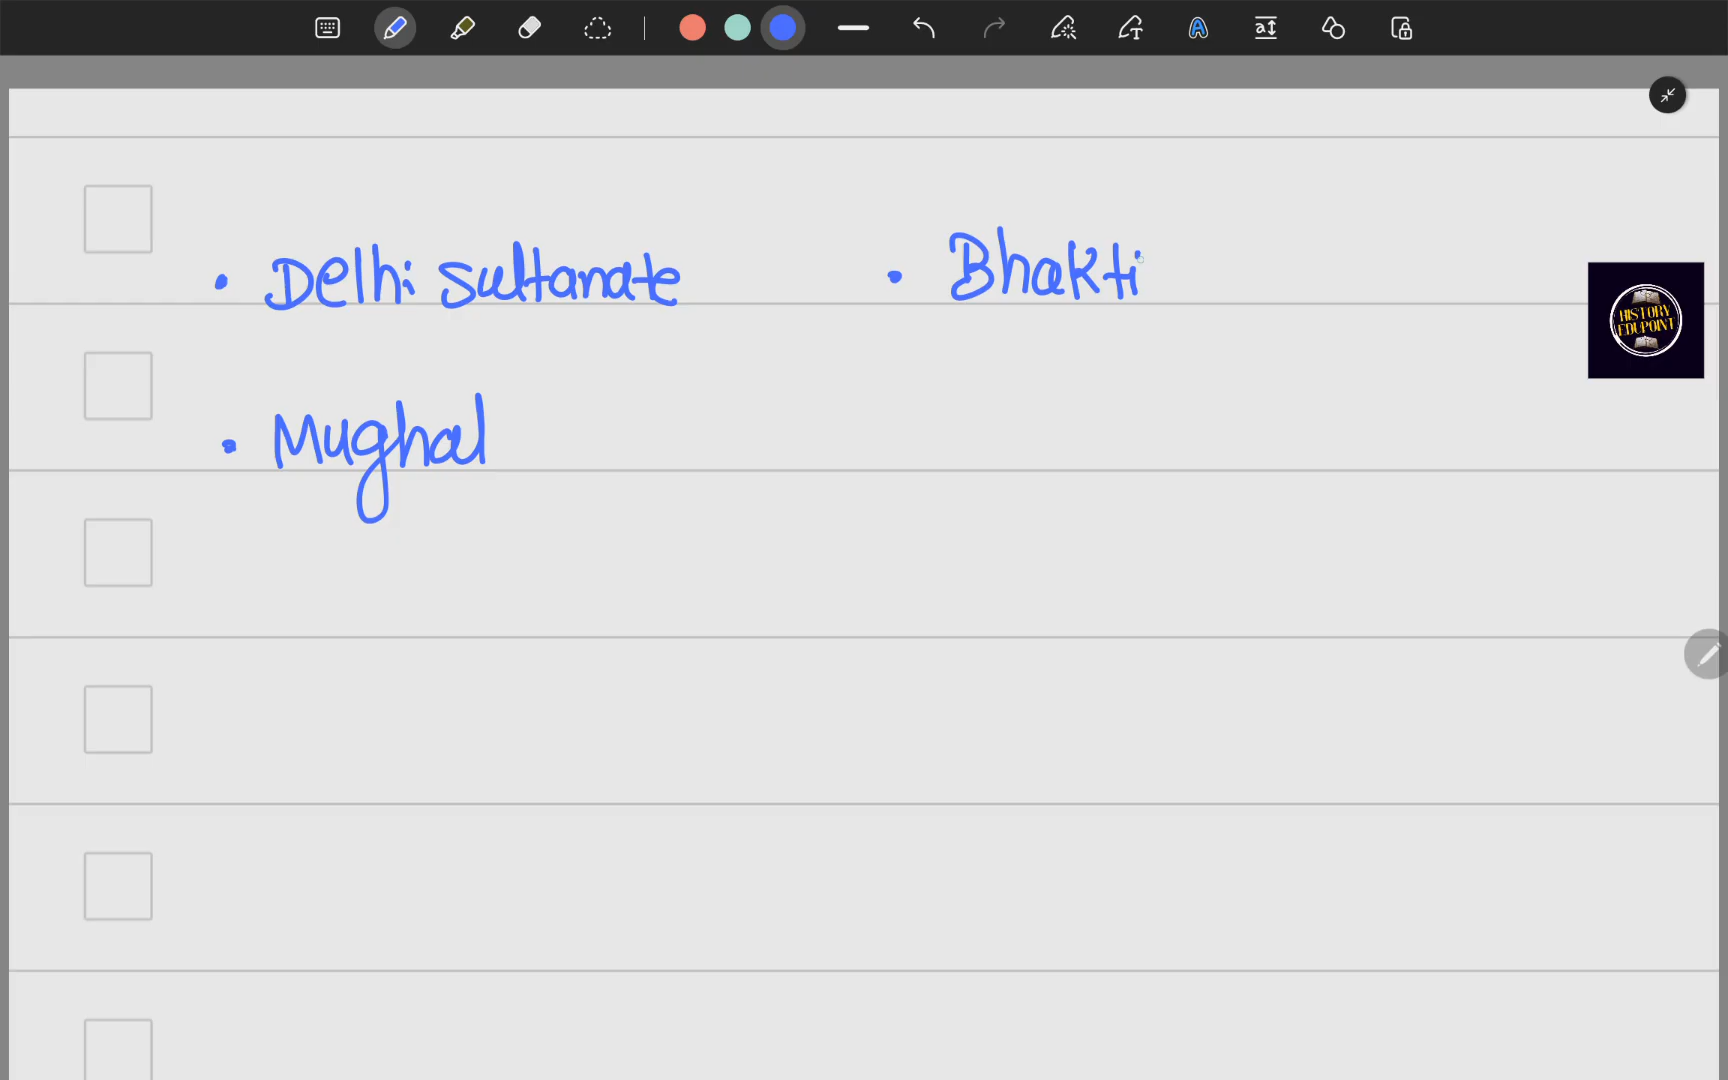 • Delhi Sultanate
• Bhakti
• Mughal
HISTORY
EDUPOINT